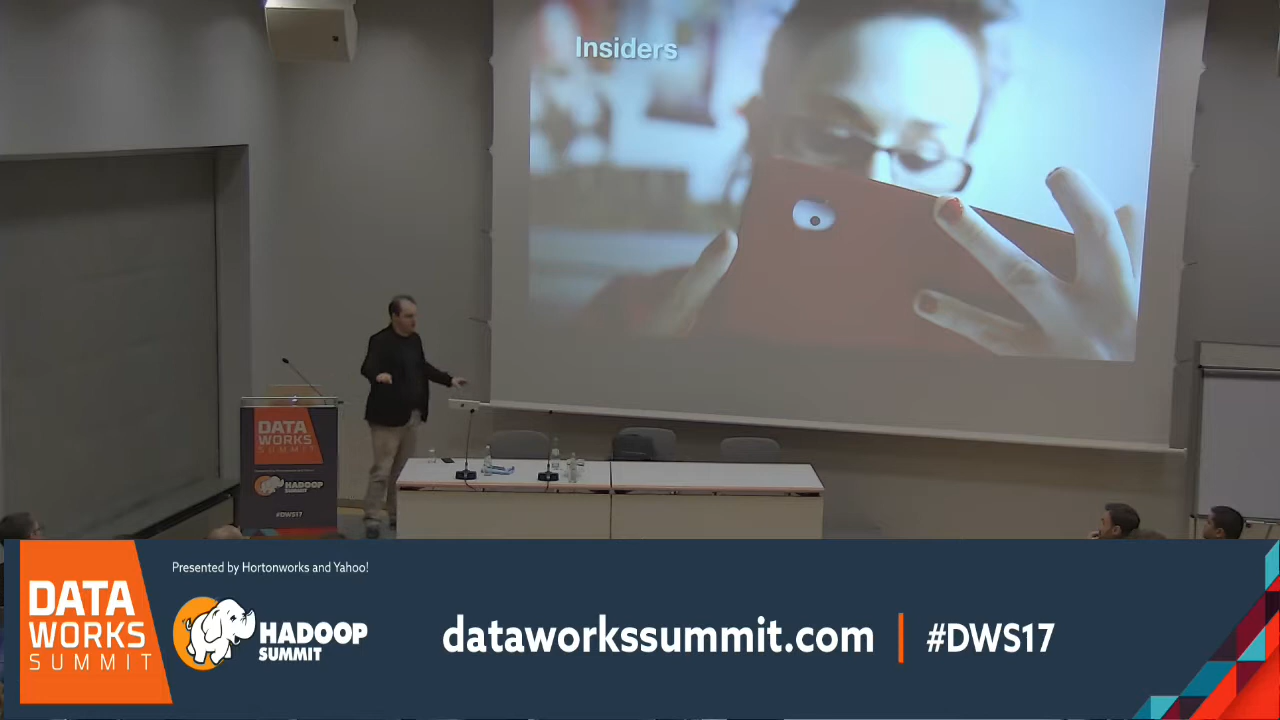 Insiders
DATA
WORKS
SUMMIT
HADOOP
SUMMIT
#DWS17
DATA
WORKS
SUMMIT
Presented by Hortonworks and Yahoo!
HADOOP
SUMMIT
dataworkssummit.com | #DWS17